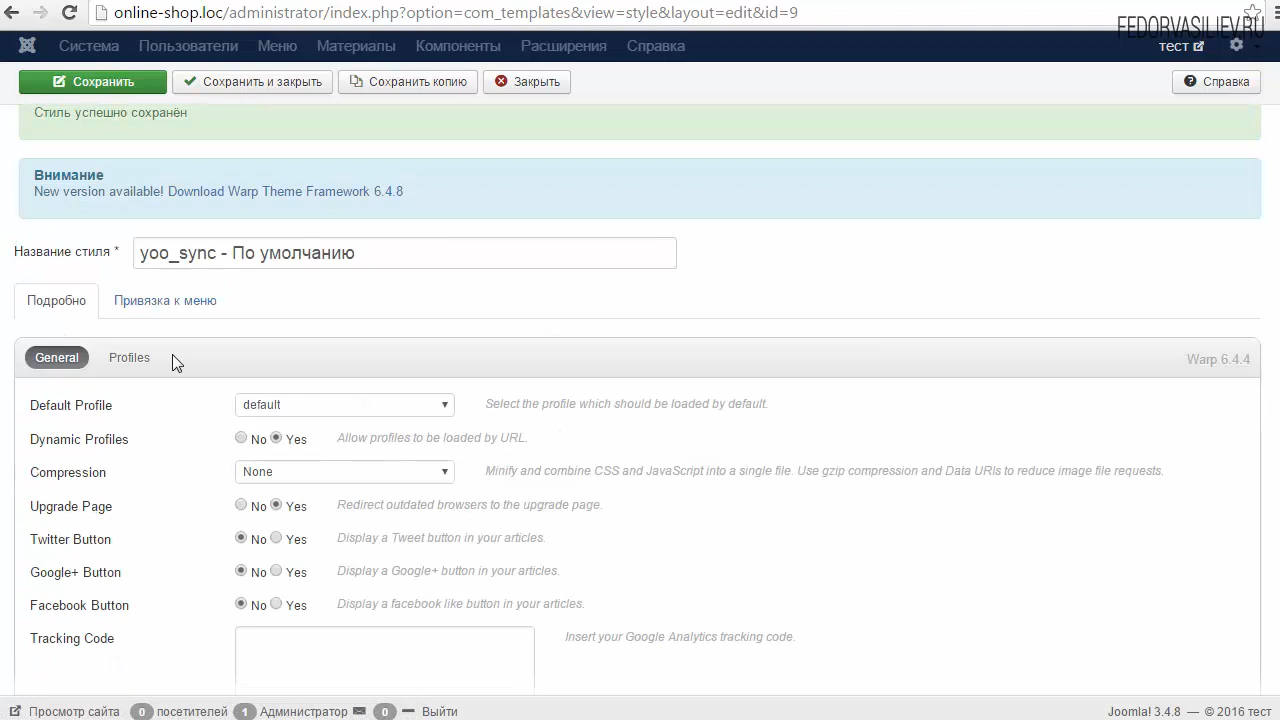 online-shop.loc/administrator/index.php?option=com_templates&view=style&layout=edit&id=9
FEDORVASILIEV.RU
Система Пользователи Меню Материалы Компоненты Расширения Справка тест
Сохранить Сохранить и закрыть Сохранить копию Закрыть Справка
Стиль успешно сохранён
Внимание
New version available! Download Warp Theme Framework 6.4.8
Название стиля * yoo_sync - По умолчанию
Подробно Привязка к меню
General Profiles Warp 6.4.4
Default Profile default Select the profile which should be loaded by default.
Dynamic Profiles No Yes Allow profiles to be loaded by URL.
Compression None Minify and combine CSS and JavaScript into a single file. Use gzip compression and Data URIs to reduce image file requests.
Upgrade Page No Yes Redirect outdated browsers to the upgrade page.
Twitter Button No Yes Display a Tweet button in your articles.
Google+ Button No Yes Display a Google+ button in your articles.
Facebook Button No Yes Display a facebook like button in your articles.
Tracking Code Insert your Google Analytics tracking code.
Просмотр сайта 0 посетителей 1 Администратор 0 Выйти Joomla! 3.4.8 — © 2016 тест